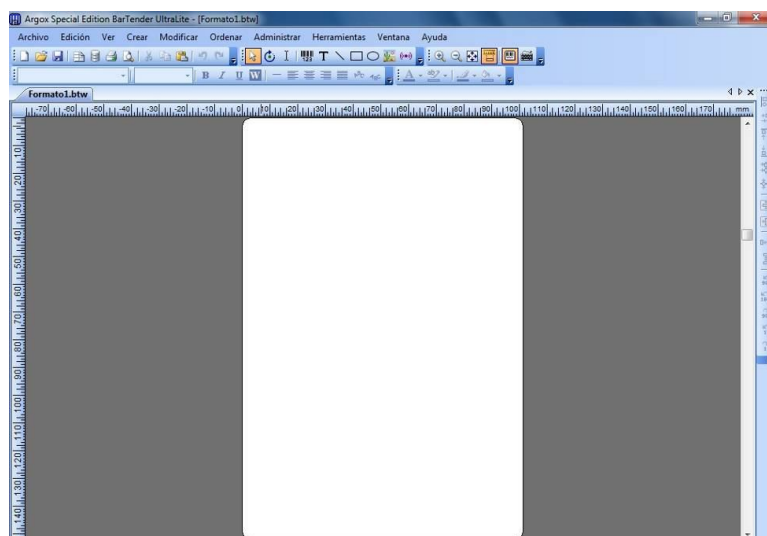 Argox Special Edition BarTender UltraLite - [Formato1.btw]
Archivo Edición Ver Crear Modificar Ordenar Administrar Herramientas Ventana Ayuda
B I U W
Formato1.btw
-70 -60 -50 -40 -30 -20 -10 0 10 20 30 40 50 60 70 80 90 100 110 120 130 140 150 160 170 mm
10
20
30
40
50
60
70
80
90
100
110
120
130
140